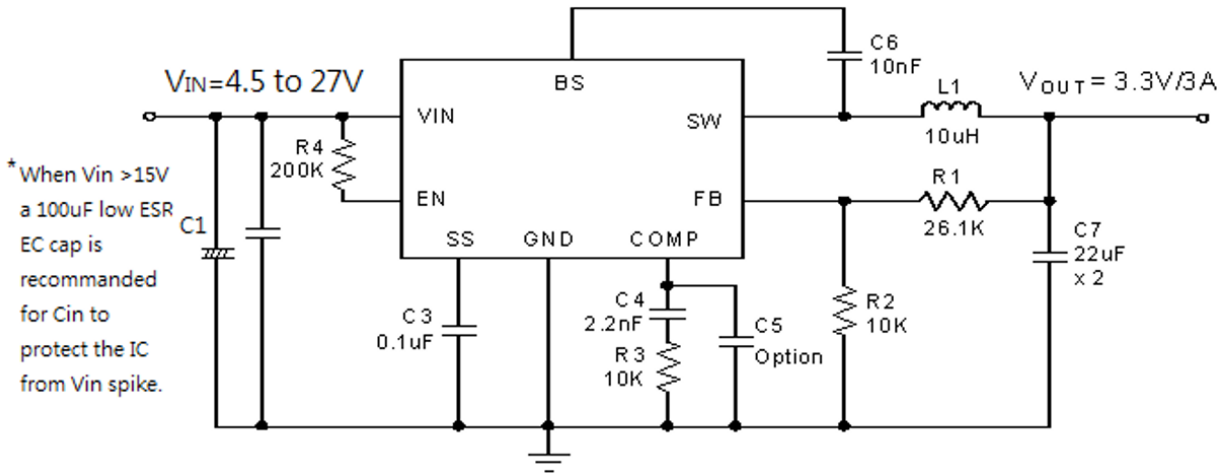 C6
10nF
VIN=4.5 to 27V
BS
L1
VOUT = 3.3V/3A
VIN
SW
10uH
R4
200K
* When Vin >15V
a 100uF low ESR
EC cap is
recommanded
for Cin to
protect the IC
from Vin spike.
C1
EN
FB
R1
26.1K
SS
GND
COMP
C7
22uF
x 2
C3
0.1uF
C4
2.2nF
R3
10K
C5
Option
R2
10K